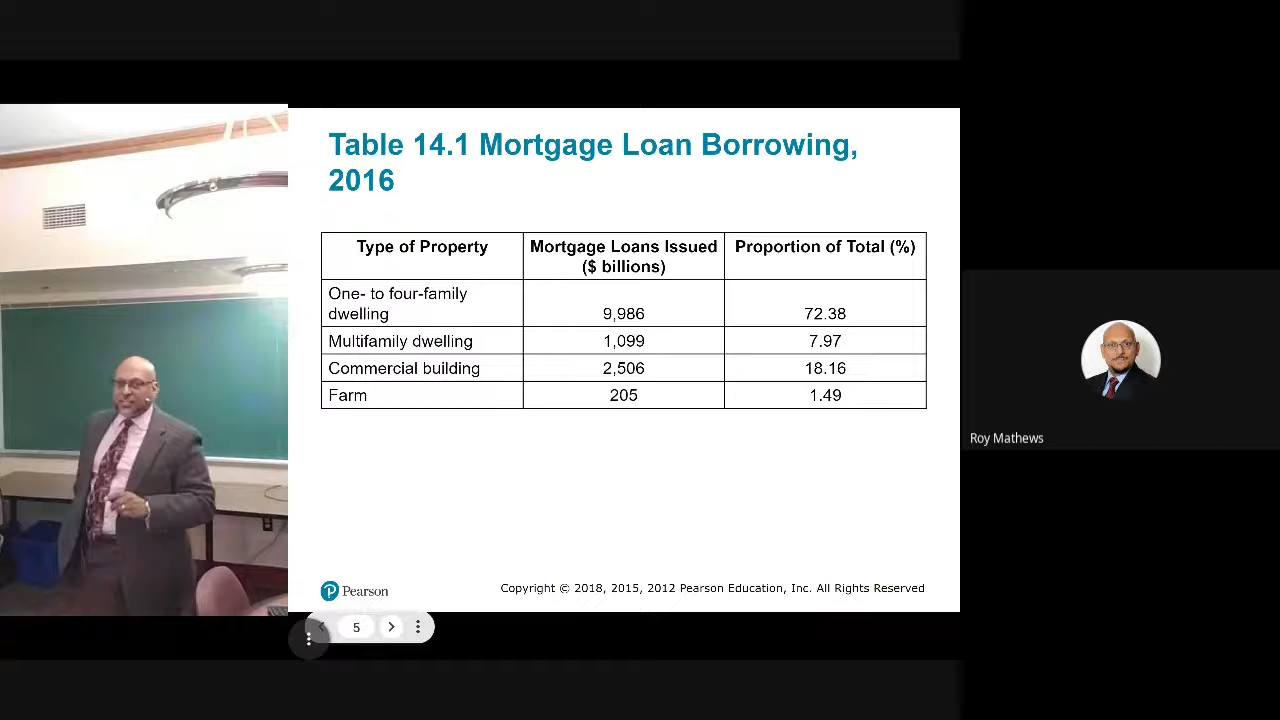 Table 14.1 Mortgage Loan Borrowing,
2016
Type of Property
Mortgage Loans Issued
($ billions)
Proportion of Total (%)
One- to four-family
dwelling
9,986
72.38
Multifamily dwelling
1,099
7.97
Commercial building
2,506
18.16
Farm
205
1.49
Pearson
Copyright © 2018, 2015, 2012 Pearson Education, Inc. All Rights Reserved
5
Roy Mathews